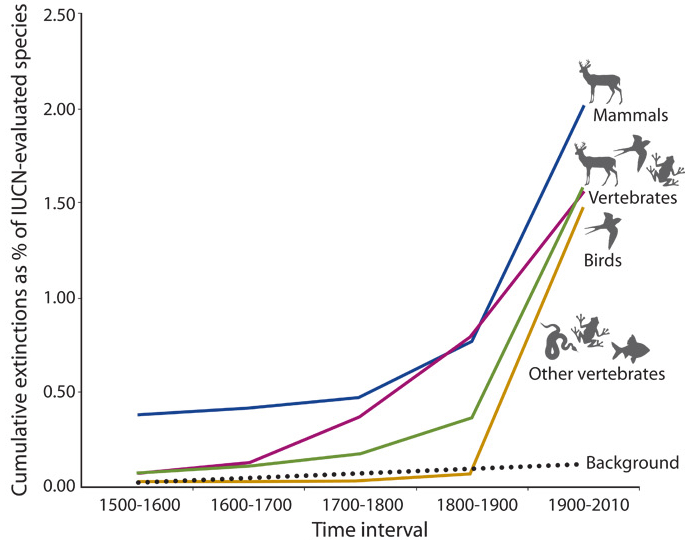 Cumulative extinctions as % of IUCN-evaluated species
2.50
2.00
1.50
1.00
0.50
0.00
Mammals
Vertebrates
Birds
Other vertebrates
Background
1500-1600
1600-1700
1700-1800
1800-1900
1900-2010
Time interval